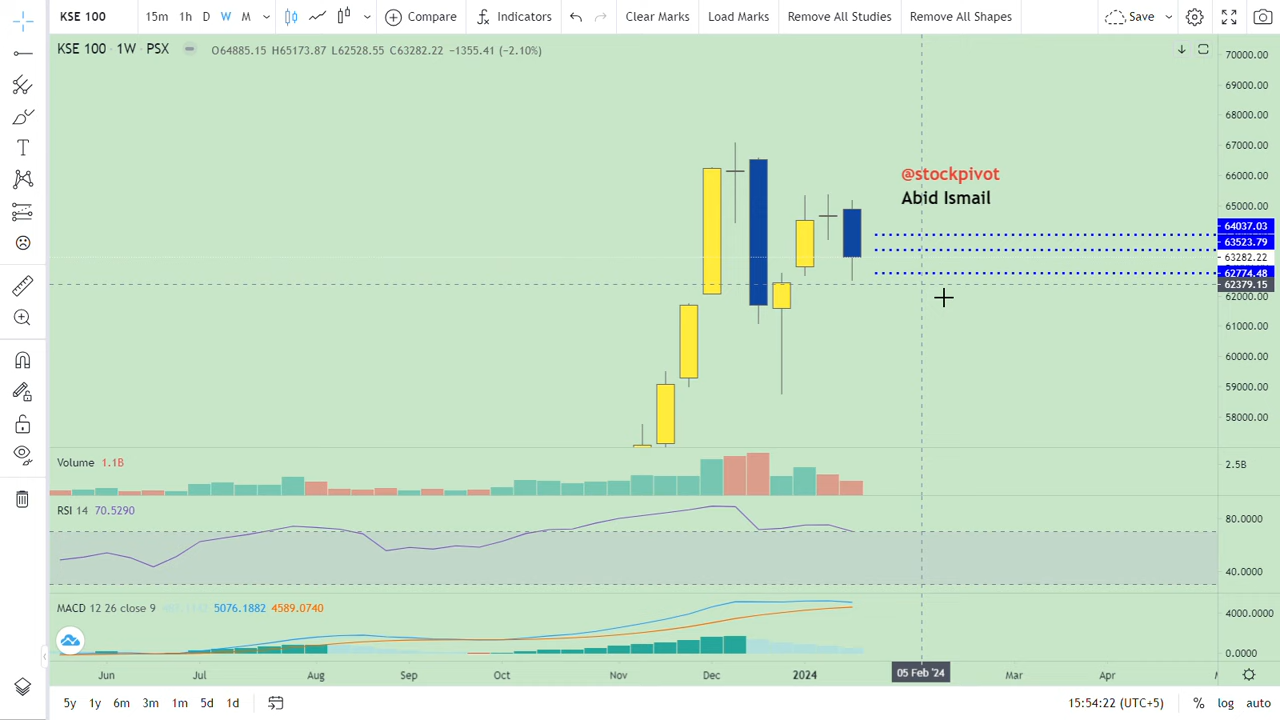 KSE 100 15m 1h D W M Compare Indicators Clear Marks Load Marks Remove All Studies Remove All Shapes Save
KSE 100 · 1W · PSX O64885.15 H65173.87 L62528.55 C63282.22 −1355.41 (−2.10%)
70000.00
69000.00
68000.00
67000.00
66000.00
@stockpivot
Abid Ismail
65000.00
64037.03
63523.79
63282.22
62774.48
62379.15
62000.00
61000.00
60000.00
59000.00
58000.00
Volume 1.1B
2.5B
RSI 14 70.5290
80.0000
40.0000
MACD 12 26 close 9 5076.1882 4589.0740
4000.0000
0.0000
Jun Jul Aug Sep Oct Nov Dec 2024 05 Feb '24 Mar Apr
5y 1y 6m 3m 1m 5d 1d 15:54:22 (UTC+5) % log auto